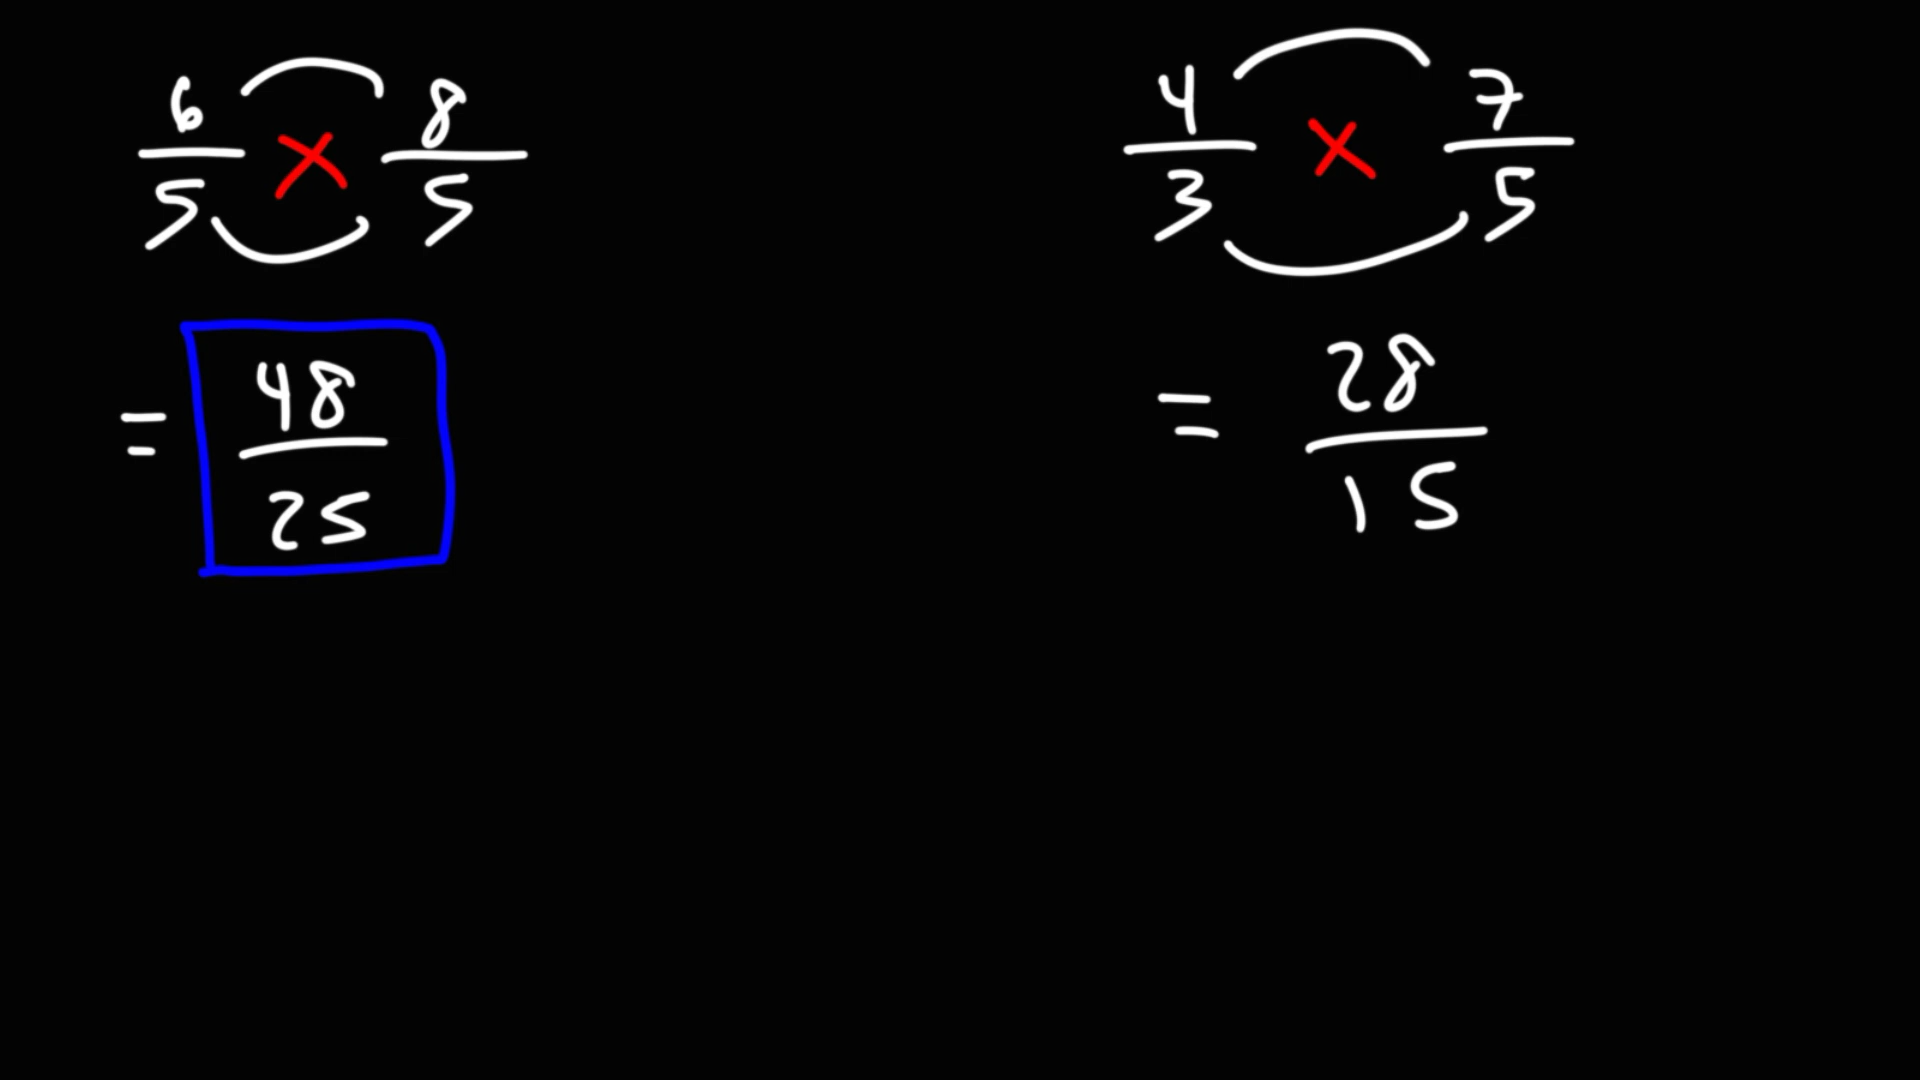 6/5 × 8/5
= 48/25
4/3 × 7/5
= 28/15